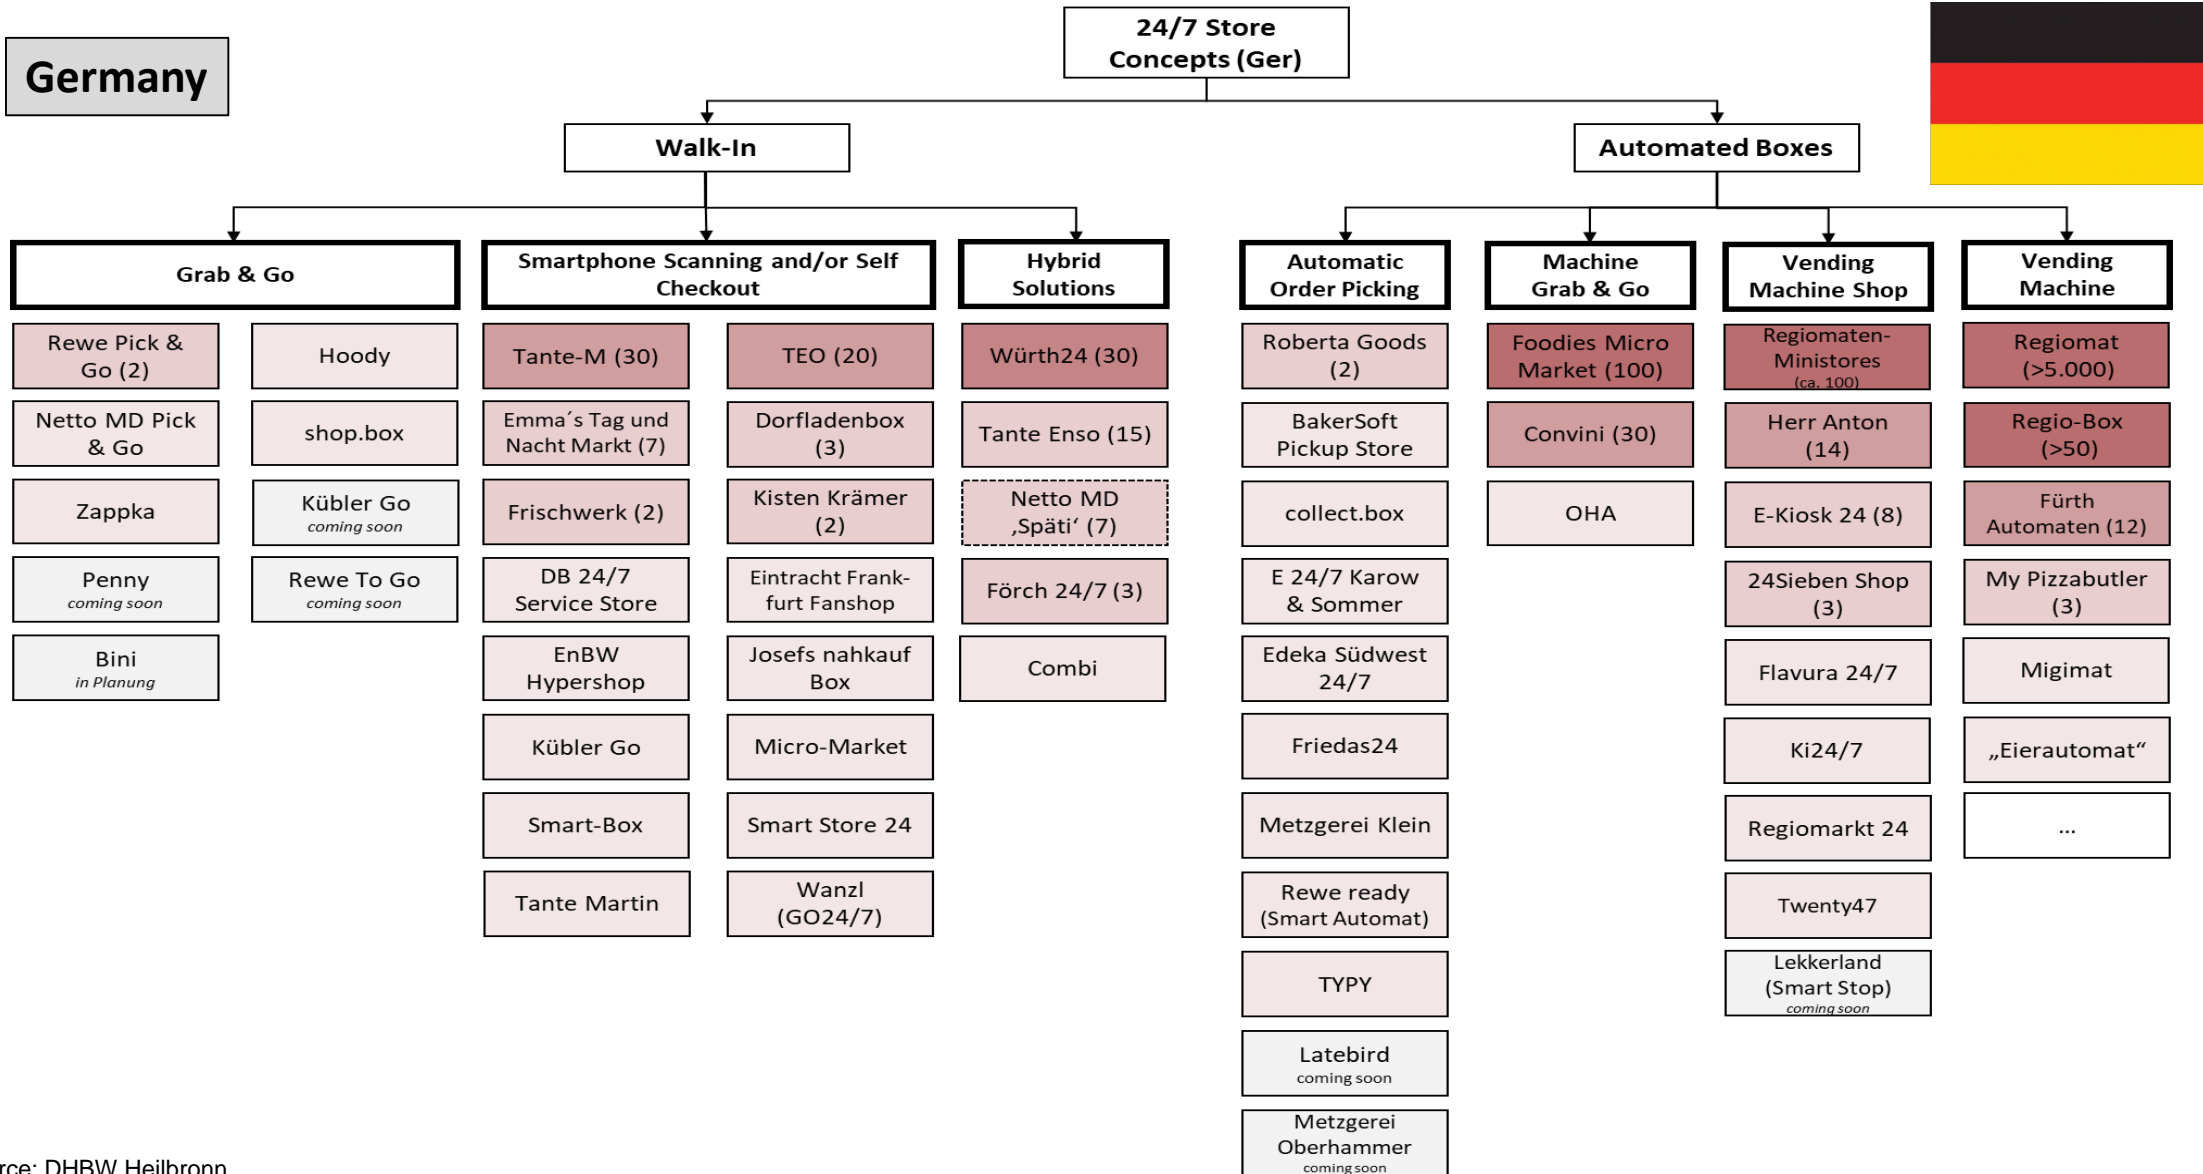 Germany
24/7 Store
Concepts (Ger)
Walk-In
Automated Boxes
Grab & Go
Smartphone Scanning and/or Self
Checkout
Hybrid
Solutions
Automatic
Order Picking
Machine
Grab & Go
Vending
Machine Shop
Vending
Machine
Rewe Pick &
Go (2)
Netto MD Pick
& Go
Zappka
Penny
coming soon
Bini
in Planung
Hoody
shop.box
Kübler Go
coming soon
Rewe To Go
coming soon
Tante-M (30)
Emma´s Tag und
Nacht Markt (7)
Frischwerk (2)
DB 24/7
Service Store
EnBW
Hypershop
Kübler Go
Smart-Box
Tante Martin
TEO (20)
Dorfladenbox
(3)
Kisten Krämer
(2)
Eintracht Frank-
furt Fanshop
Josefs nahkauf
Box
Micro-Market
Smart Store 24
Wanzl
(GO24/7)
Würth24 (30)
Tante Enso (15)
Netto MD
‚Späti‘ (7)
Förch 24/7 (3)
Combi
Roberta Goods
(2)
BakerSoft
Pickup Store
collect.box
E 24/7 Karow
& Sommer
Edeka Südwest
24/7
Friedas24
Metzgerei Klein
Rewe ready
(Smart Automat)
TYPY
Latebird
coming soon
Metzgerei
Oberhammer
coming soon
Foodies Micro
Market (100)
Convini (30)
OHA
Regiomaten-
Ministores
(ca. 100)
Herr Anton
(14)
E-Kiosk 24 (8)
24Sieben Shop
(3)
Flavura 24/7
Ki24/7
Regiomarkt 24
Twenty47
Lekkerland
(Smart Stop)
coming soon
Regiomat
(>5.000)
Regio-Box
(>50)
Fürth
Automaten (12)
My Pizzabutler
(3)
Migimat
„Eierautomat“
...
rce: DHBW Heilbronn